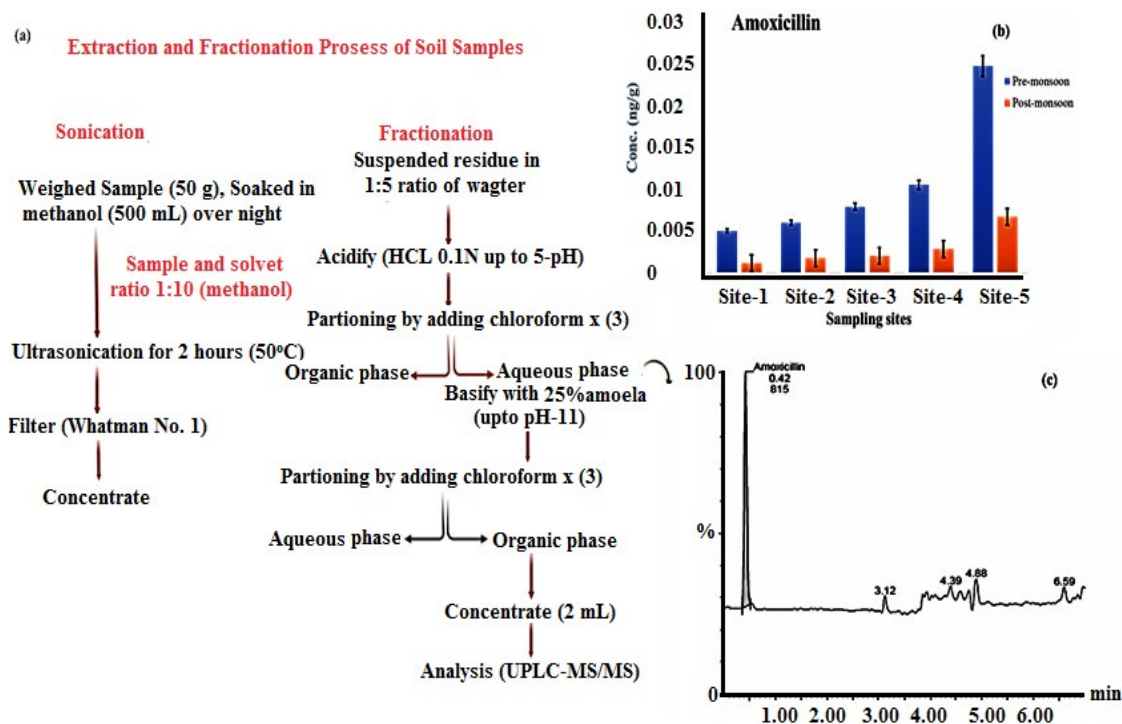 (a)
Extraction and Fractionation Prosess of Soil Samples
Sonication
Weighed Sample (50 g), Soaked in
methanol (500 mL) over night
Sample and solvet
ratio 1:10 (methanol)
Ultrasonication for 2 hours (50°C)
Filter (Whatman No. 1)
Concentrate
Fractionation
Suspended residue in
1:5 ratio of wagter
Acidify (HCL 0.1N up to 5-pH)
Partioning by adding chloroform x (3)
Organic phase
Aqueous phase
Basify with 25%amoela
(upto pH-11)
Partioning by adding chloroform x (3)
Aqueous phase
Organic phase
Concentrate (2 mL)
Analysis (UPLC-MS/MS)
(b)
Amoxicillin
Conc. (ng/g)
0.03
0.025
0.02
0.015
0.01
0.005
0
Pre-monsoon
Post-monsoon
Site-1 Site-2 Site-3 Site-4 Site-5
Sampling sites
(c)
Amoxicillin
0.42
815
100
%
0
3.12
4.39
4.88
6.59
1.00 2.00 3.00 4.00 5.00 6.00
min